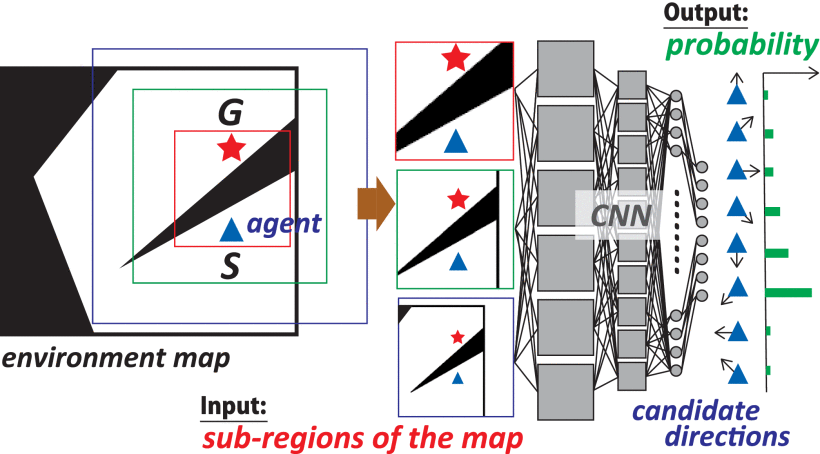 Output:
probability
G
agent
S
CNN
environment map
Input:
sub-regions of the map
candidate
directions